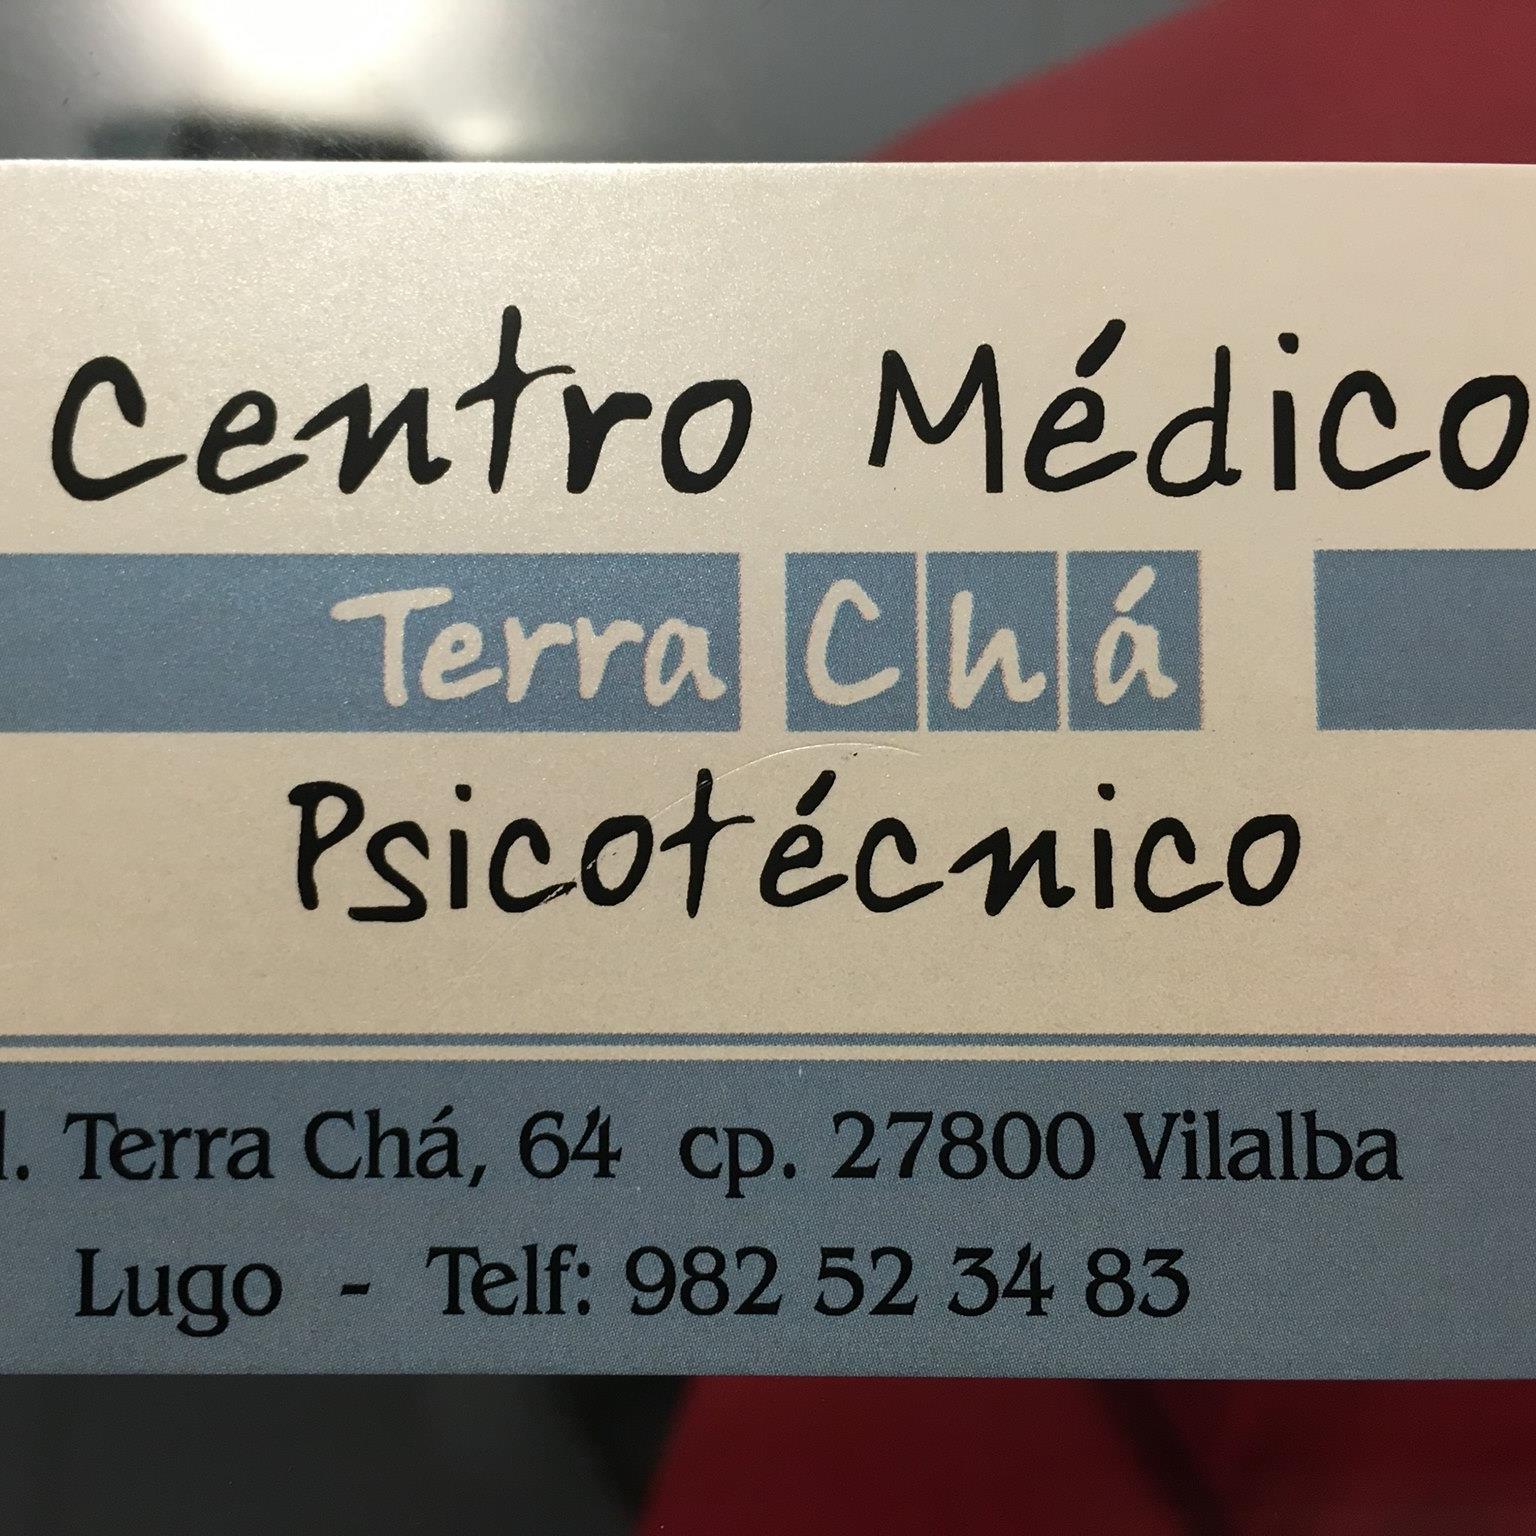 Centro Médico
Terra Chá
Psicotécnico
Terra Chá, 64 cp. 27800 Vilalba
Lugo - Telf: 982 52 34 83